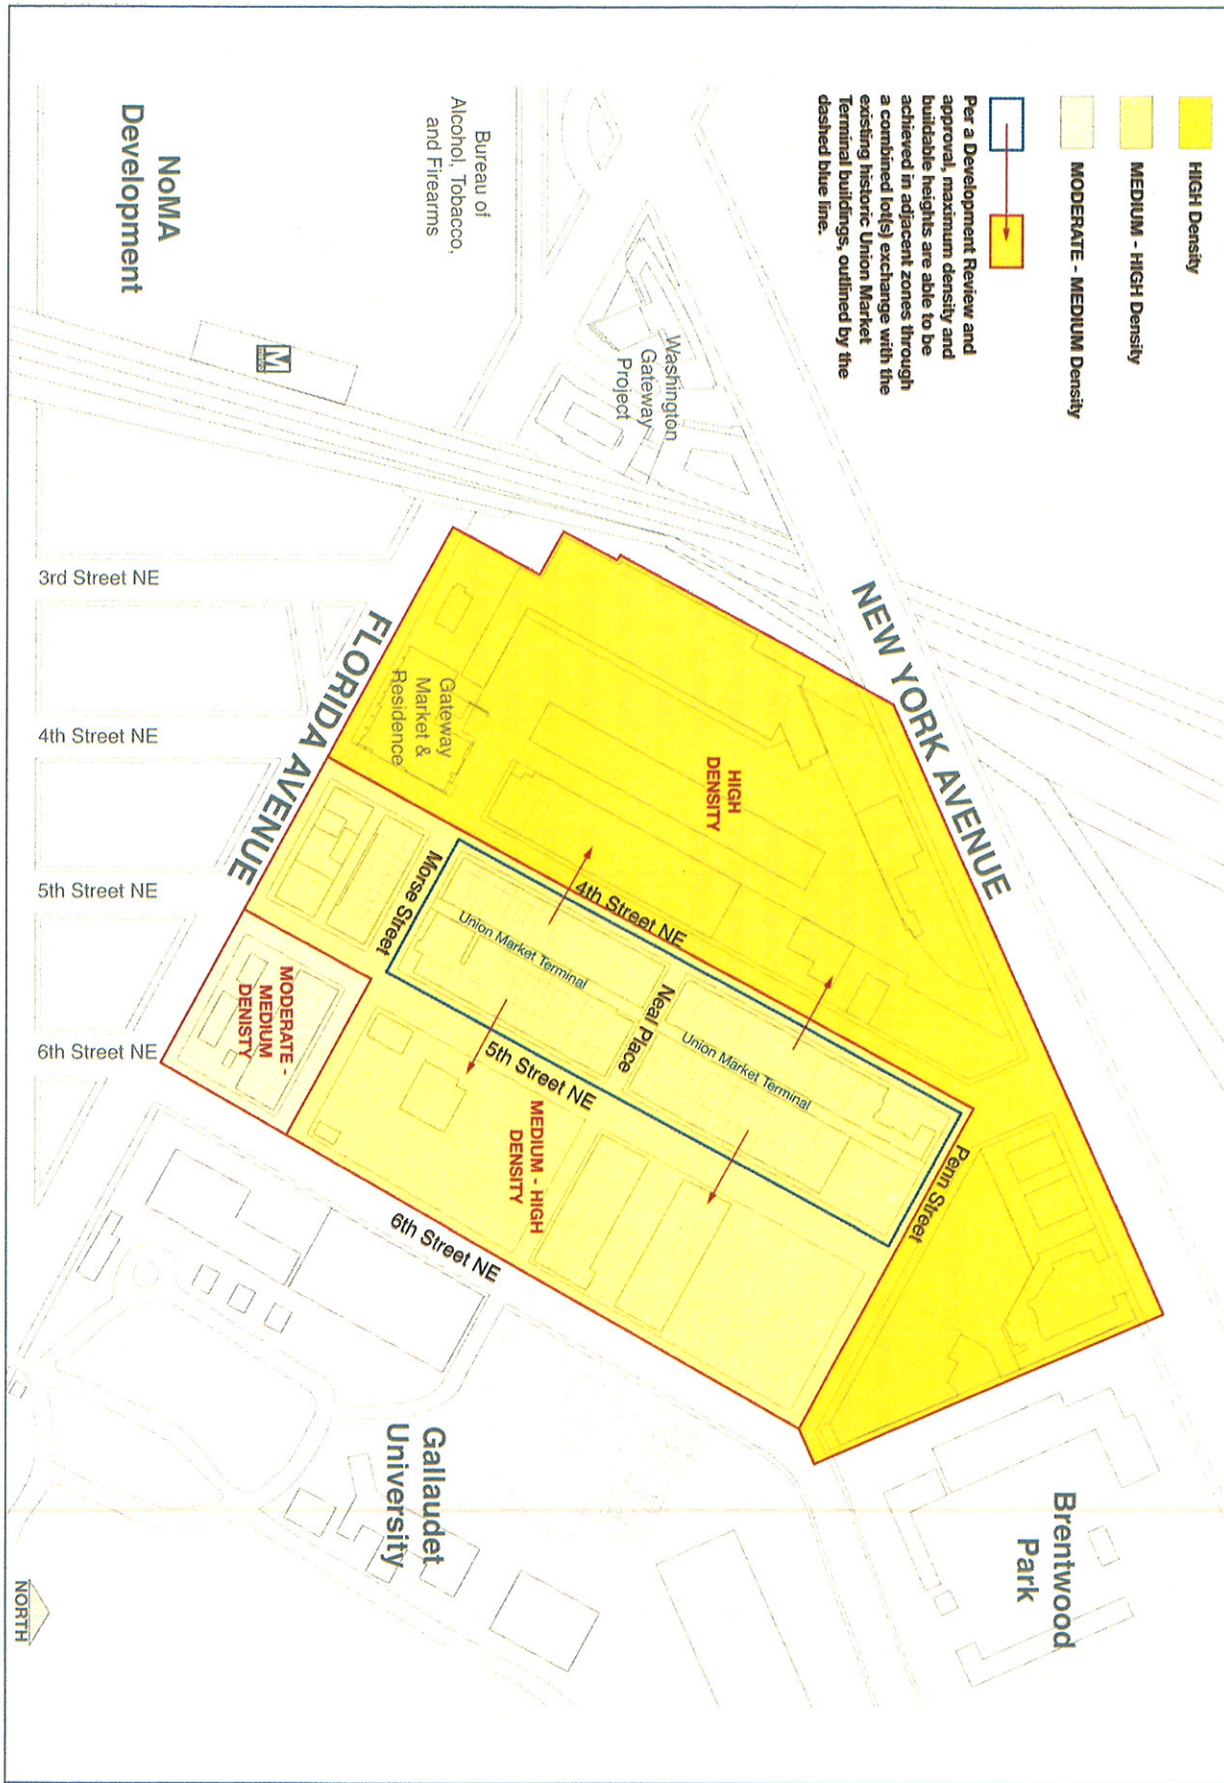 HIGH Density
MEDIUM - HIGH Density
MODERATE - MEDIUM Density
Per a Development Review and
approval, maximum density and
buildable heights are able to be
achieved in adjacent zones through
a combined lot(s) exchange with the
existing historic Union Market
Terminal buildings, outlined by the
dashed blue line.
NEW YORK AVENUE
Brentwood
Park
Washington
Gateway
Project
Bureau of
Alcohol, Tobacco,
and Firearms
NoMA
Development
M
HIGH
DENSITY
Gateway
Market &
Residence
FLORIDA AVENUE
4th Street NE
Penn Street
Union Market Terminal
Union Market Terminal
Neal Place
Morse Street
5th Street NE
MEDIUM - HIGH
DENSITY
MODERATE -
MEDIUM
DENISTY
6th Street NE
Gallaudet
University
3rd Street NE
4th Street NE
5th Street NE
6th Street NE
NORTH